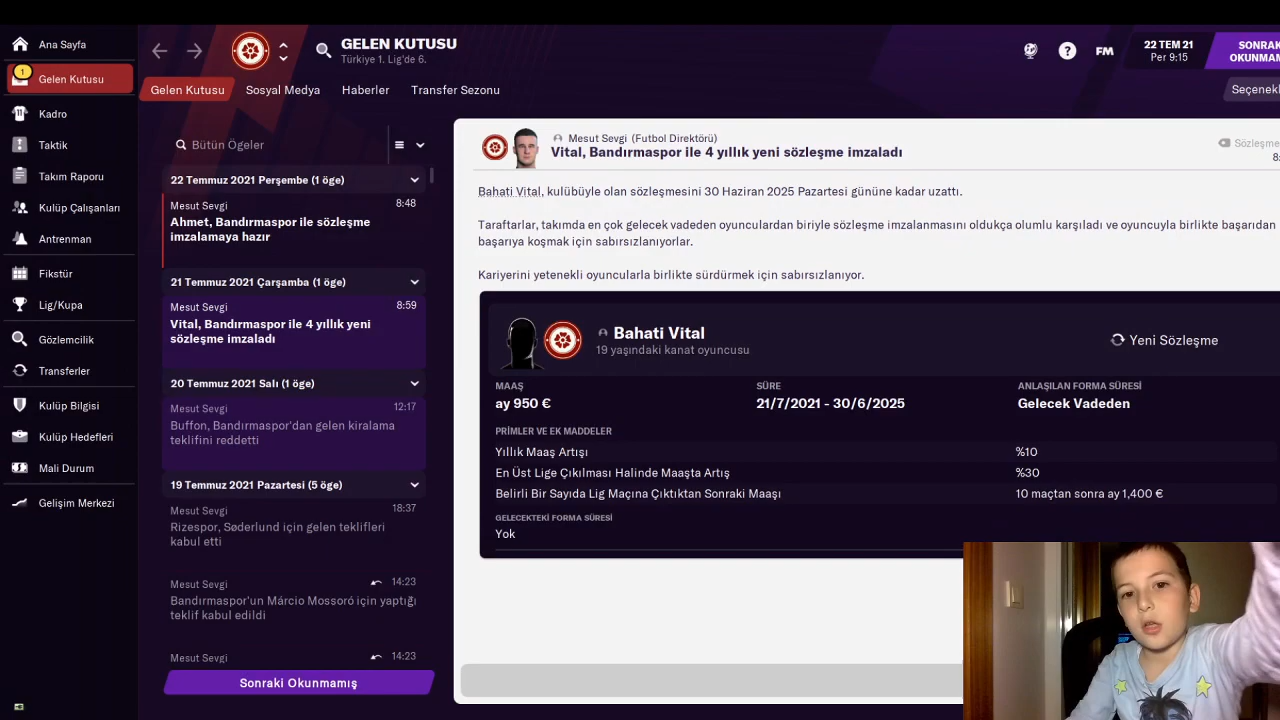 Ana Sayfa
1
Gelen Kutusu
Kadro
Taktik
Takım Raporu
Kulüp Çalışanları
Antrenman
Fikstür
Lig/Kupa
Gözlemcilik
Transferler
Kulüp Bilgisi
Kulüp Hedefleri
Mali Durum
Gelişim Merkezi
GELEN KUTUSU
Türkiye 1. Lig'de 6.
FM
22 TEM 21
Per 9:15
SONRAK
OKUNMAM
Gelen Kutusu
Sosyal Medya
Haberler
Transfer Sezonu
Seçenekl
Bütün Ögeler
22 Temmuz 2021 Perşembe (1 öge)
Mesut Sevgi 8:48
Ahmet, Bandırmaspor ile sözleşme
imzalamaya hazır
21 Temmuz 2021 Çarşamba (1 öge)
Mesut Sevgi 8:59
Vital, Bandırmaspor ile 4 yıllık yeni
sözleşme imzaladı
20 Temmuz 2021 Salı (1 öge)
Mesut Sevgi 12:17
Buffon, Bandırmaspor'dan gelen kiralama
teklifini reddetti
19 Temmuz 2021 Pazartesi (5 öge)
Mesut Sevgi 18:37
Rizespor, Søderlund için gelen teklifleri
kabul etti
Mesut Sevgi 14:23
Bandırmaspor'un Márcio Mossoró için yaptığı
teklif kabul edildi
Mesut Sevgi 14:23
Sonraki Okunmamış
Mesut Sevgi (Futbol Direktörü)
Vital, Bandırmaspor ile 4 yıllık yeni sözleşme imzaladı
Sözleşme
8:
Bahati Vital, kulübüyle olan sözleşmesini 30 Haziran 2025 Pazartesi gününe kadar uzattı.
Taraftarlar, takımda en çok gelecek vadeden oyunculardan biriyle sözleşme imzalanmasını oldukça olumlu karşıladı ve oyuncuyla birlikte başarıdan
başarıya koşmak için sabırsızlanıyorlar.
Kariyerini yetenekli oyuncularla birlikte sürdürmek için sabırsızlanıyor.
Bahati Vital
19 yaşındaki kanat oyuncusu
Yeni Sözleşme
MAAŞ SÜRE ANLAŞILAN FORMA SÜRESİ
ay 950 € 21/7/2021 - 30/6/2025 Gelecek Vadeden
PRİMLER VE EK MADDELER
Yıllık Maaş Artışı %10
En Üst Lige Çıkılması Halinde Maaşta Artış %30
Belirli Bir Sayıda Lig Maçına Çıktıktan Sonraki Maaşı 10 maçtan sonra ay 1,400 €
GELECEKTEKİ FORMA SÜRESİ
Yok